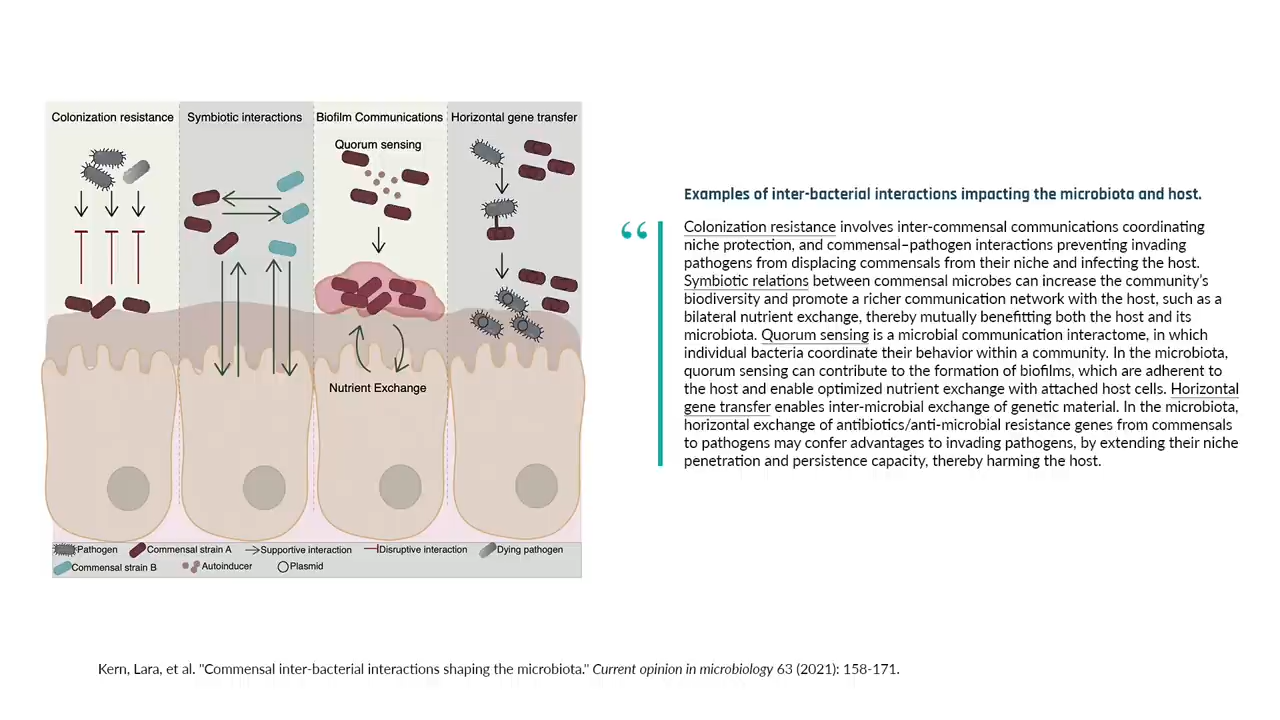 Colonization resistance
Symbiotic interactions
Biofilm Communications
Horizontal gene transfer
Quorum sensing
Nutrient Exchange
Pathogen
Commensal strain A
Supportive interaction
Disruptive interaction
Dying pathogen
Commensal strain B
Autoinducer
Plasmid
Examples of inter-bacterial interactions impacting the microbiota and host.
“
Colonization resistance involves inter-commensal communications coordinating
niche protection, and commensal–pathogen interactions preventing invading
pathogens from displacing commensals from their niche and infecting the host.
Symbiotic relations between commensal microbes can increase the community’s
biodiversity and promote a richer communication network with the host, such as a
bilateral nutrient exchange, thereby mutually benefitting both the host and its
microbiota. Quorum sensing is a microbial communication interactome, in which
individual bacteria coordinate their behavior within a community. In the microbiota,
quorum sensing can contribute to the formation of biofilms, which are adherent to
the host and enable optimized nutrient exchange with attached host cells. Horizontal
gene transfer enables inter-microbial exchange of genetic material. In the microbiota,
horizontal exchange of antibiotics/anti-microbial resistance genes from commensals
to pathogens may confer advantages to invading pathogens, by extending their niche
penetration and persistence capacity, thereby harming the host.
Kern, Lara, et al. "Commensal inter-bacterial interactions shaping the microbiota." Current opinion in microbiology 63 (2021): 158-171.